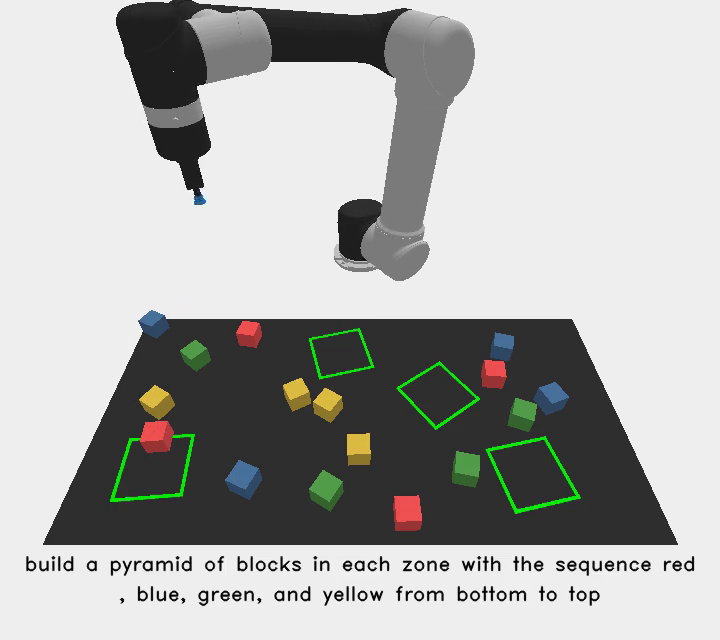 build a pyramid of blocks in each zone with the sequence red
, blue, green, and yellow from bottom to top